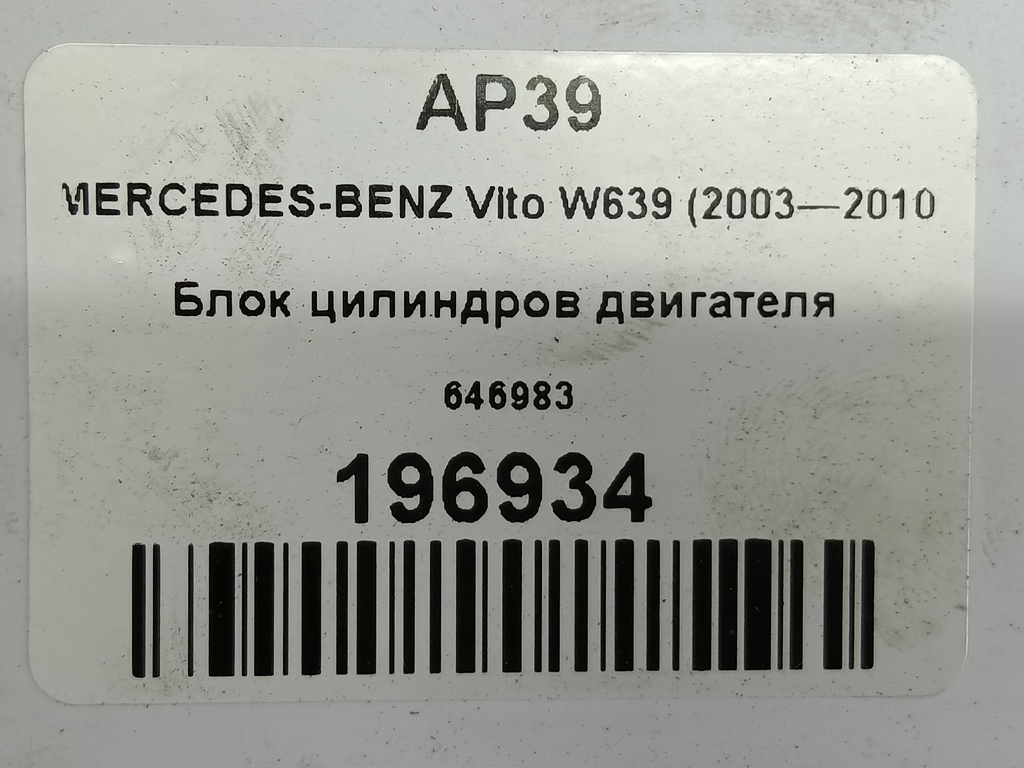 AP39
MERCEDES-BENZ Vito W639 (2003—2010
Блок цилиндров двигателя
646983
196934